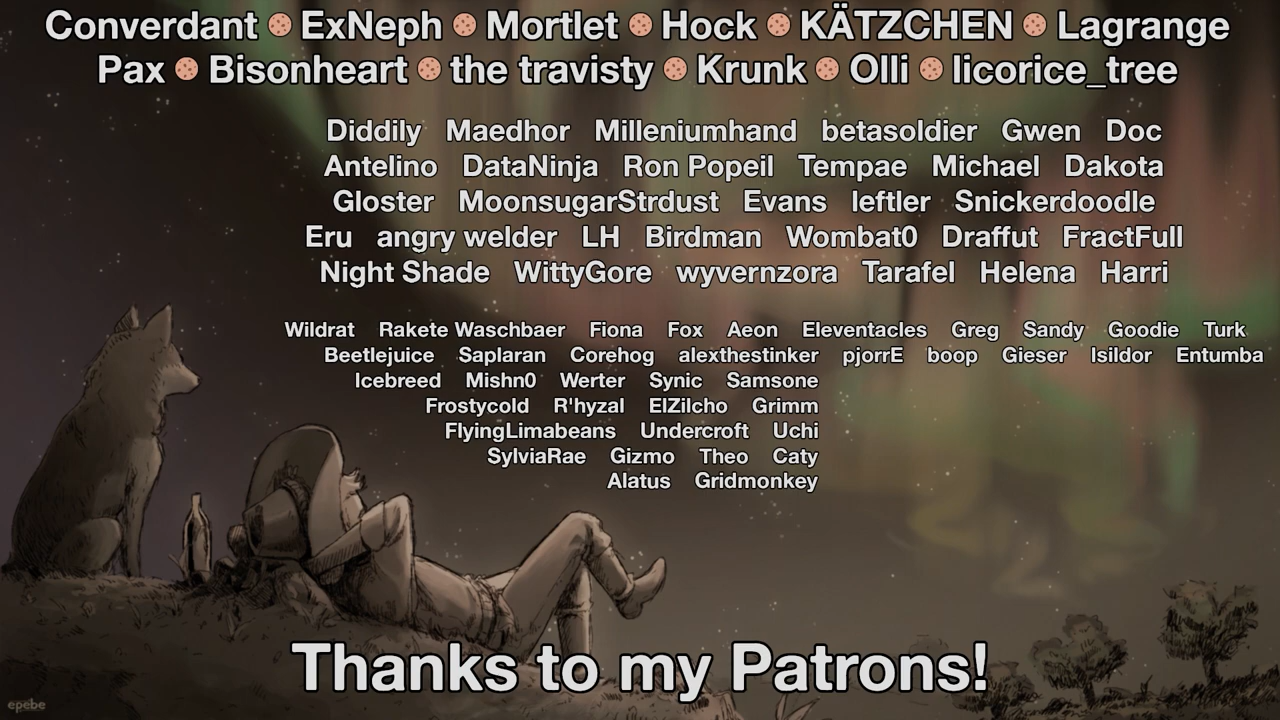 Converdant ExNeph Mortlet Hock KÄTZCHEN Lagrange
Pax Bisonheart the travisty Krunk Olli licorice_tree
Diddily Maedhor Milleniumhand betasoldier Gwen Doc
Antelino DataNinja Ron Popeil Tempae Michael Dakota
Gloster MoonsugarStrdust Evans leftler Snickerdoodle
Eru angry welder LH Birdman Wombat0 Draffut FractFull
Night Shade WittyGore wyvernzora Tarafel Helena Harri
Wildrat Rakete Waschbaer Fiona Fox Aeon Eleventacles Greg Sandy Goodie Turk
Beetlejuice Saplaran Corehog alexthestinker pjorrE boop Gieser Isildor Entumba
Icebreed Mishn0 Werter Synic Samsone
Frostycold R'hyzal ElZilcho Grimm
FlyingLimabeans Undercroft Uchi
SylviaRae Gizmo Theo Caty
Alatus Gridmonkey
Thanks to my Patrons!
epebe